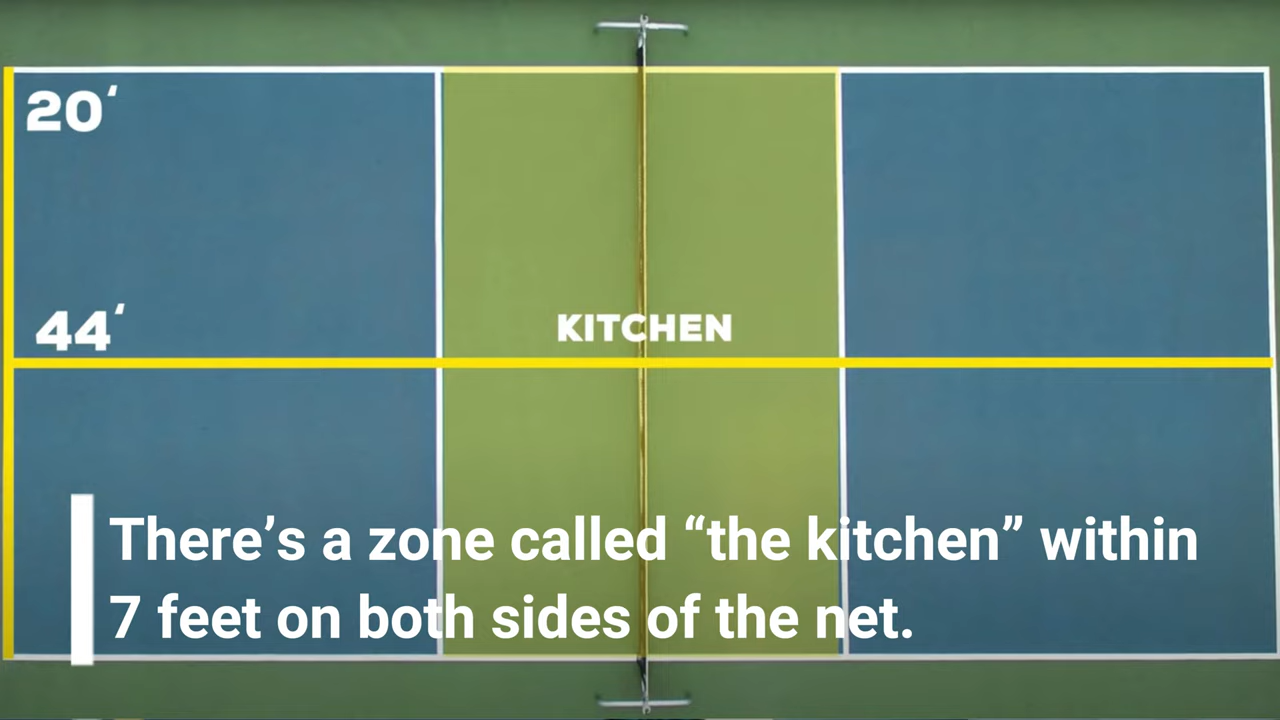 20‘
44‘
KITCHEN
There’s a zone called “the kitchen” within
7 feet on both sides of the net.